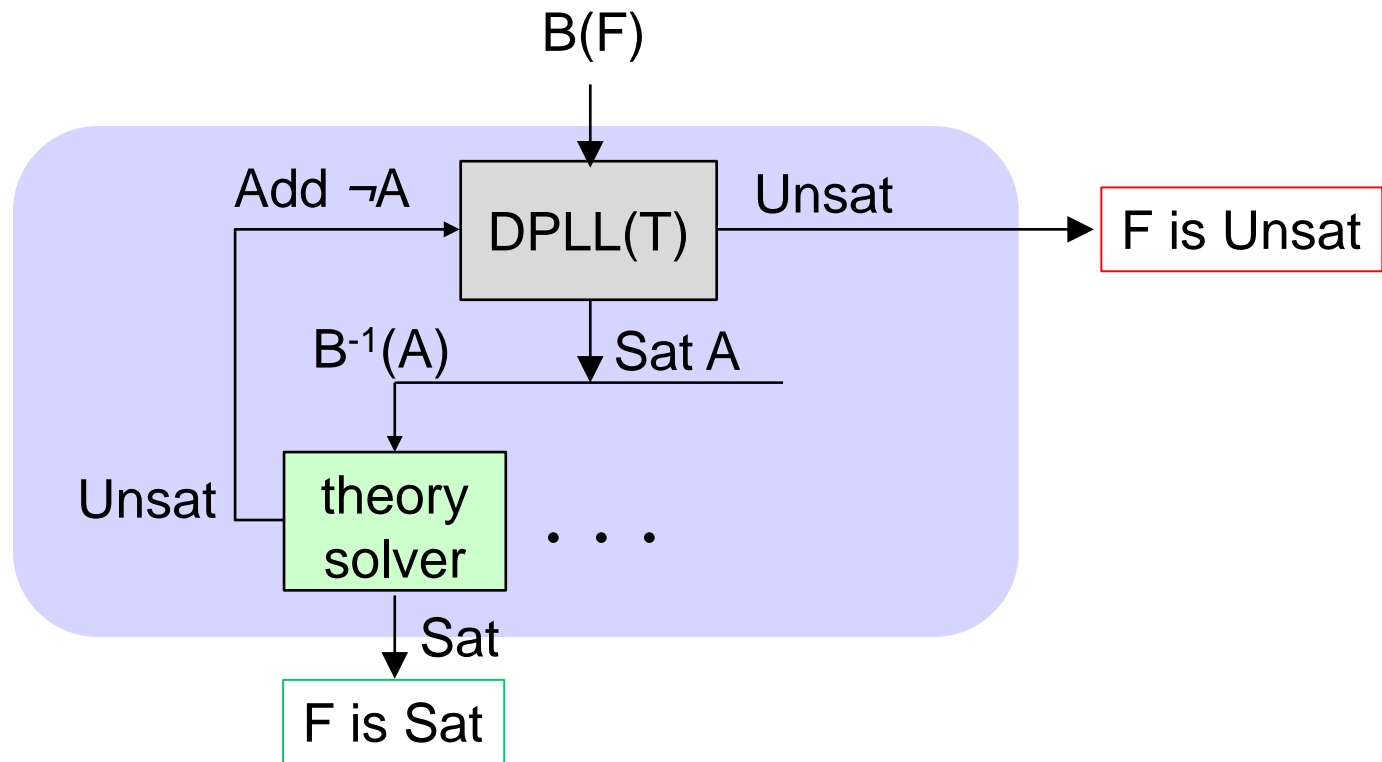 B(F)
Add ¬A
DPLL(T)
Unsat
F is Unsat
B⁻¹(A)
Sat A
Unsat
theory
solver
. . .
Sat
F is Sat